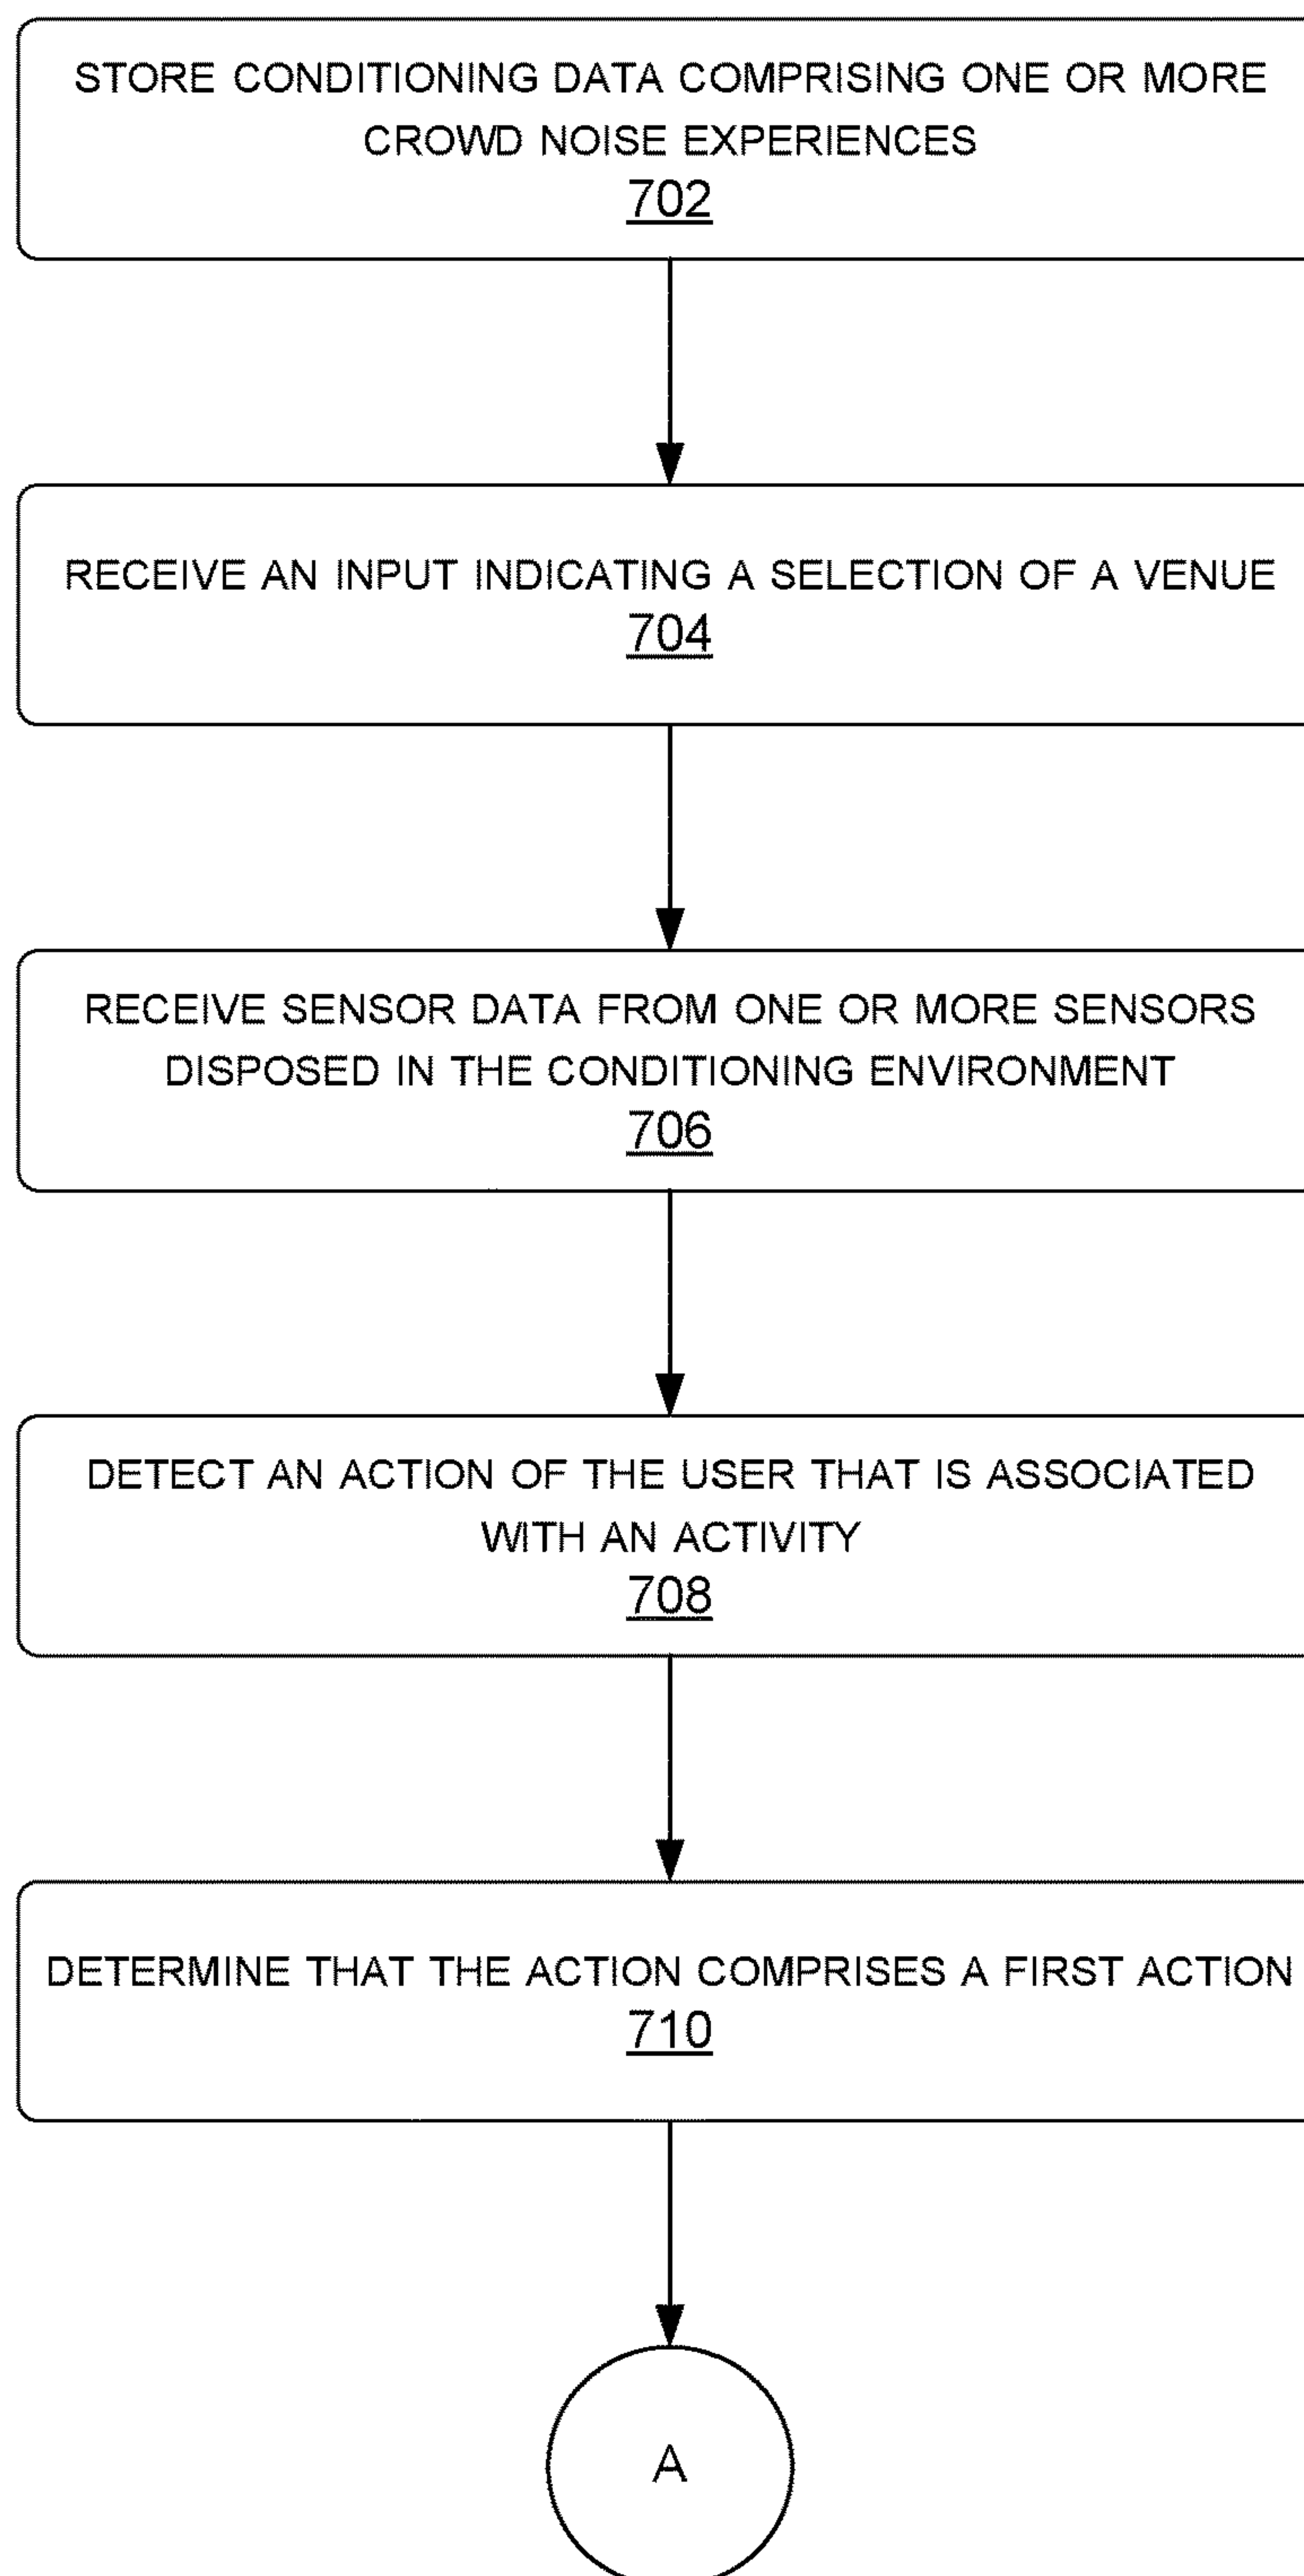 STORE CONDITIONING DATA COMPRISING ONE OR MORE
CROWD NOISE EXPERIENCES
702
RECEIVE AN INPUT INDICATING A SELECTION OF A VENUE
704
RECEIVE SENSOR DATA FROM ONE OR MORE SENSORS
DISPOSED IN THE CONDITIONING ENVIRONMENT
706
DETECT AN ACTION OF THE USER THAT IS ASSOCIATED
WITH AN ACTIVITY
708
DETERMINE THAT THE ACTION COMPRISES A FIRST ACTION
710
A